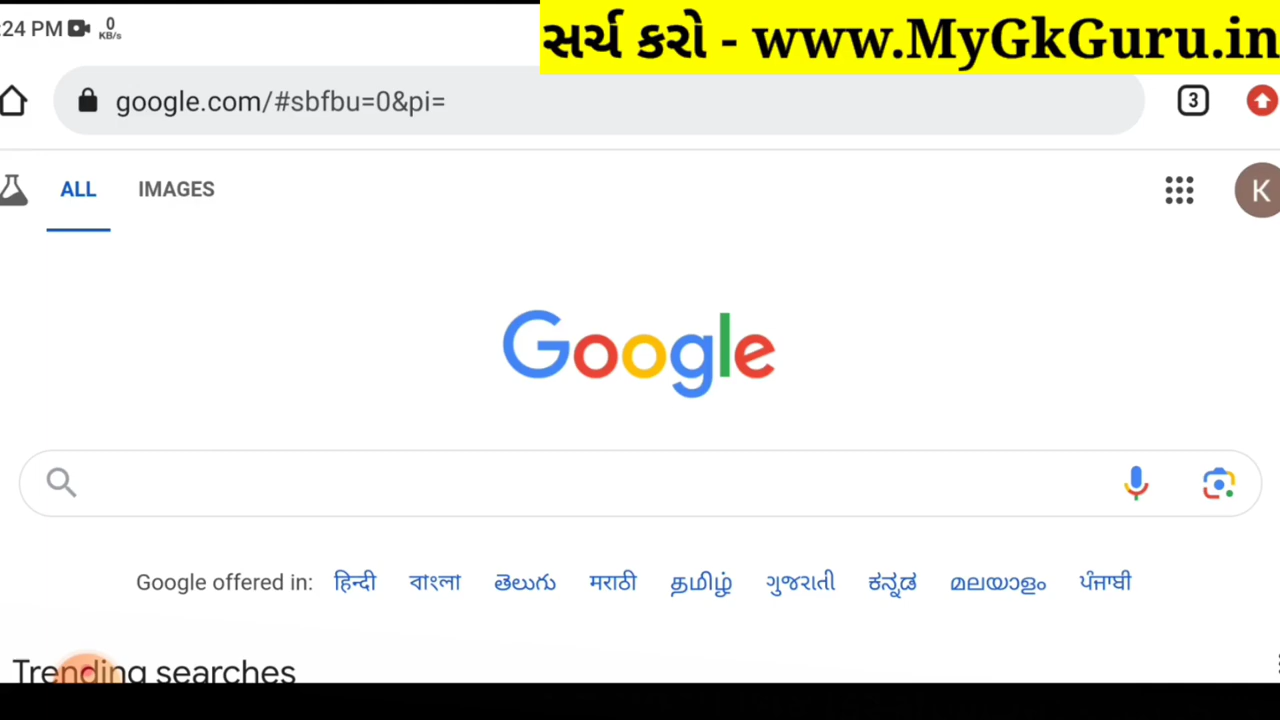 :24 PM 0 KB/s
સર્ચ કરો - www.MyGkGuru.in
google.com/#sbfbu=0&pi=
3
ALL IMAGES
K
Google
Google offered in: हिन्दी বাংলা తెలుగు मराठी தமிழ் ગુજરાતી ಕನ್ನಡ മലയാളം ਪੰਜਾਬੀ
Trending searches